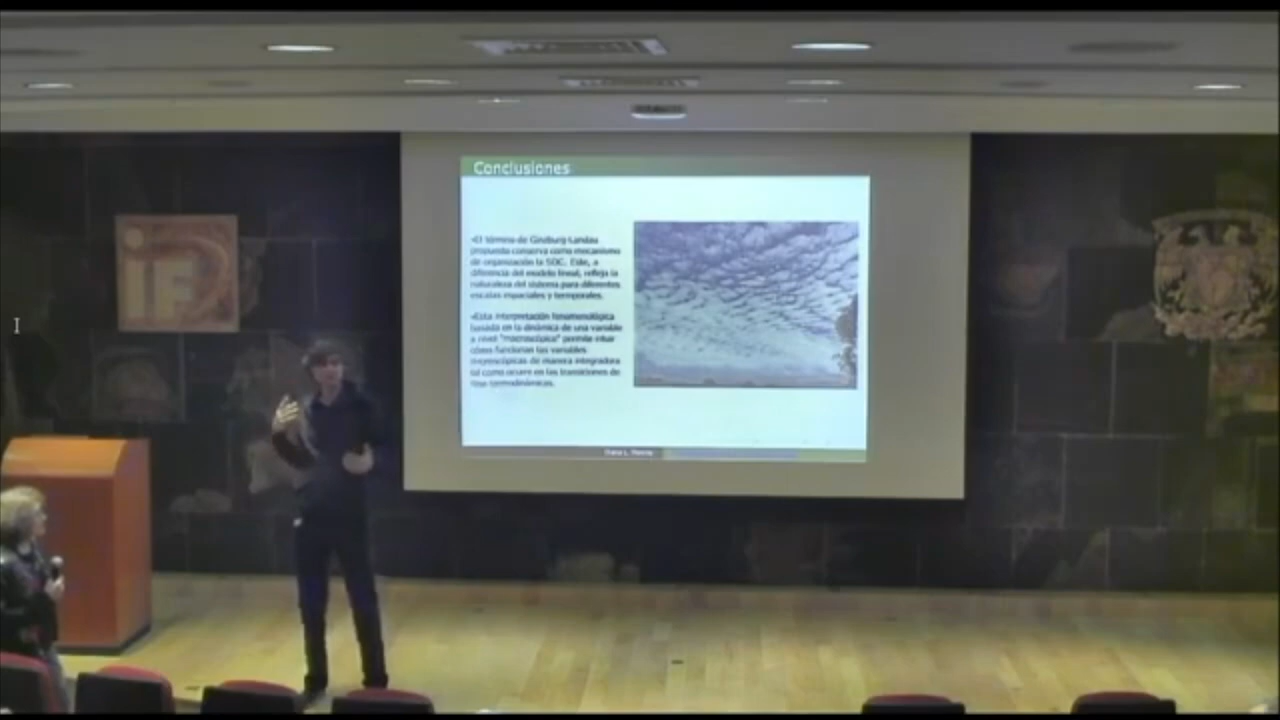 Conclusiones
•El término de Ginzburg-Landau
propuesto conserva como mecanismo
de organización la SOC. Este, a
diferencia del modelo lineal, refleja la
naturaleza del sistema para diferentes
escalas espaciales y temporales.
•Esta interpretación fenomenológica
basada en la dinámica de una variable
a nivel "macroscópico" permite intuir
cómo funcionan las variables
microscópicas de manera integradora
tal como ocurre en las transiciones de
fase termodinámicas.
IF